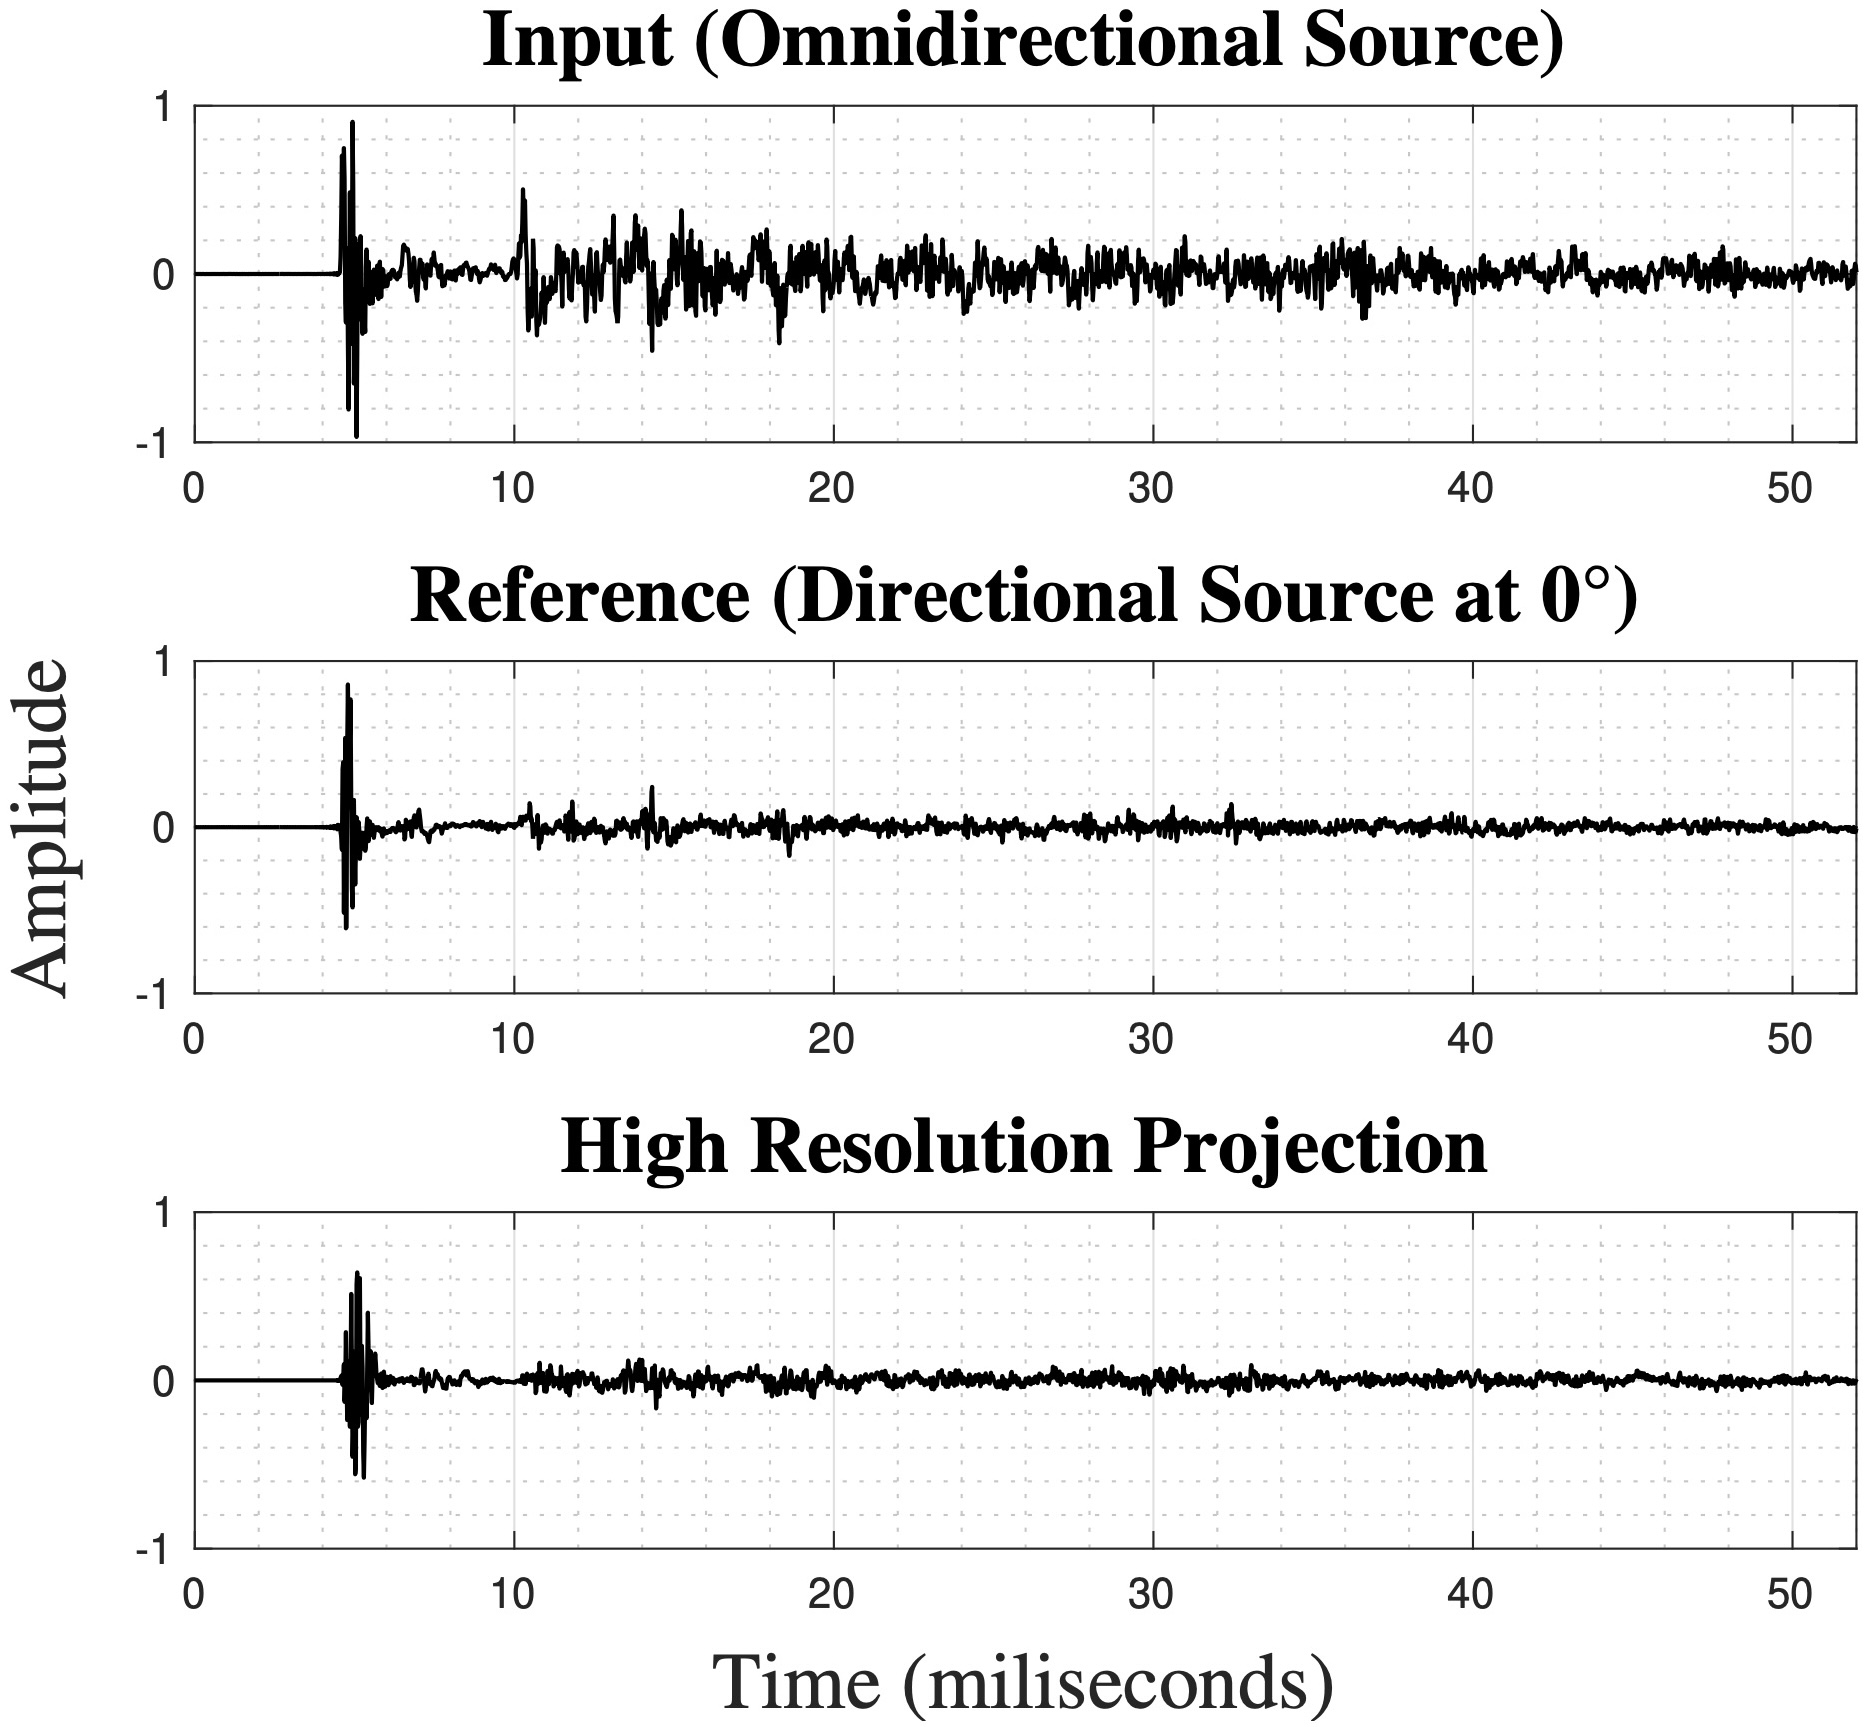 Input (Omnidirectional Source)
1
0
-1
0 10 20 30 40 50
Reference (Directional Source at 0°)
Amplitude
1
0
-1
0 10 20 30 40 50
High Resolution Projection
1
0
-1
0 10 20 30 40 50
Time (miliseconds)